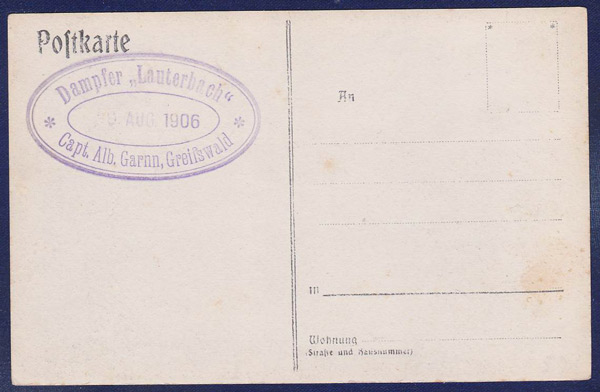 Postkarte
Dampfer „Lauterbach“
AUG. 1906
* Capt. Alb. Garnn, Greifswald *
An
in
Wohnung
(Straße und Hausnummer)